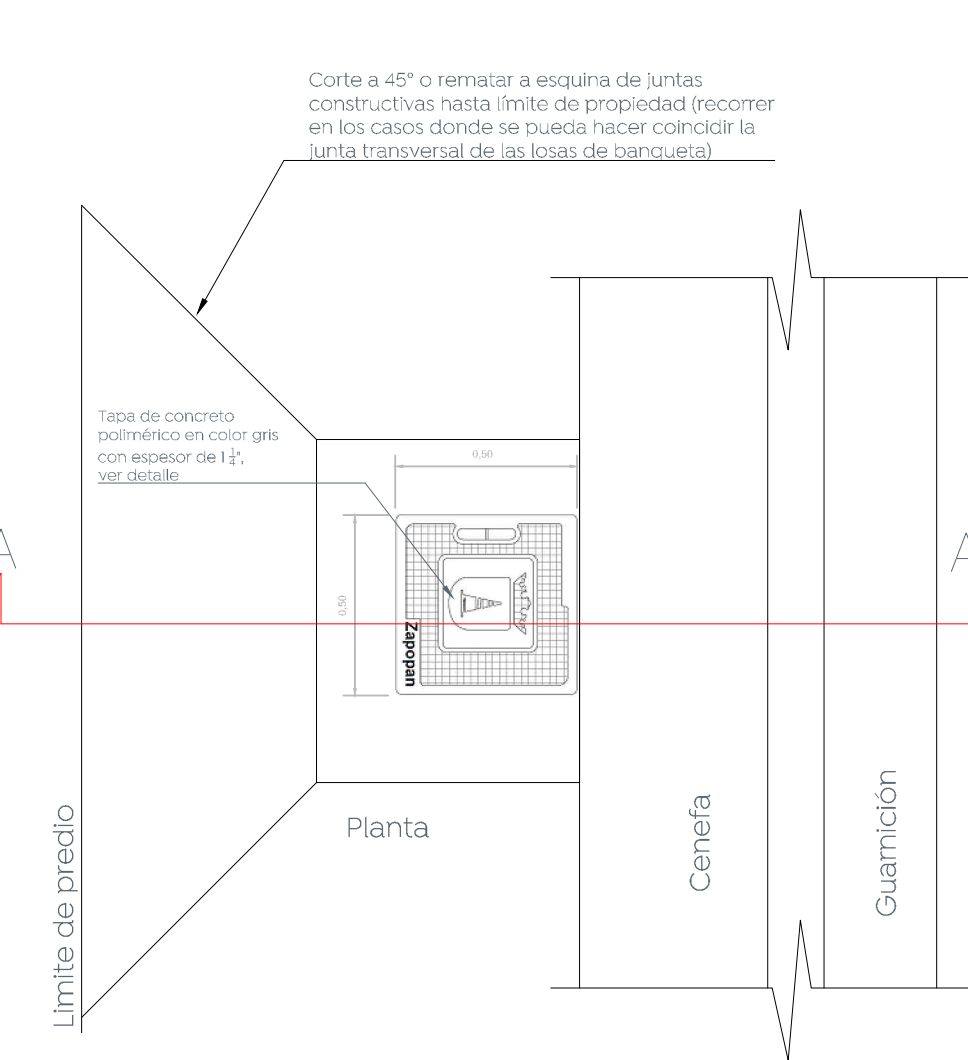 Corte a 45° o rematar a esquina de juntas
constructivas hasta límite de propiedad (recorrer
en los casos donde se pueda hacer coincidir la
junta transversal de las losas de banqueta)
Tapa de concreto
polimérico en color gris
con espesor de 1 1/4",
ver detalle
0,50
0,50
A
A
Zapopan
Planta
Limite de predio
Cenefa
Guarnición